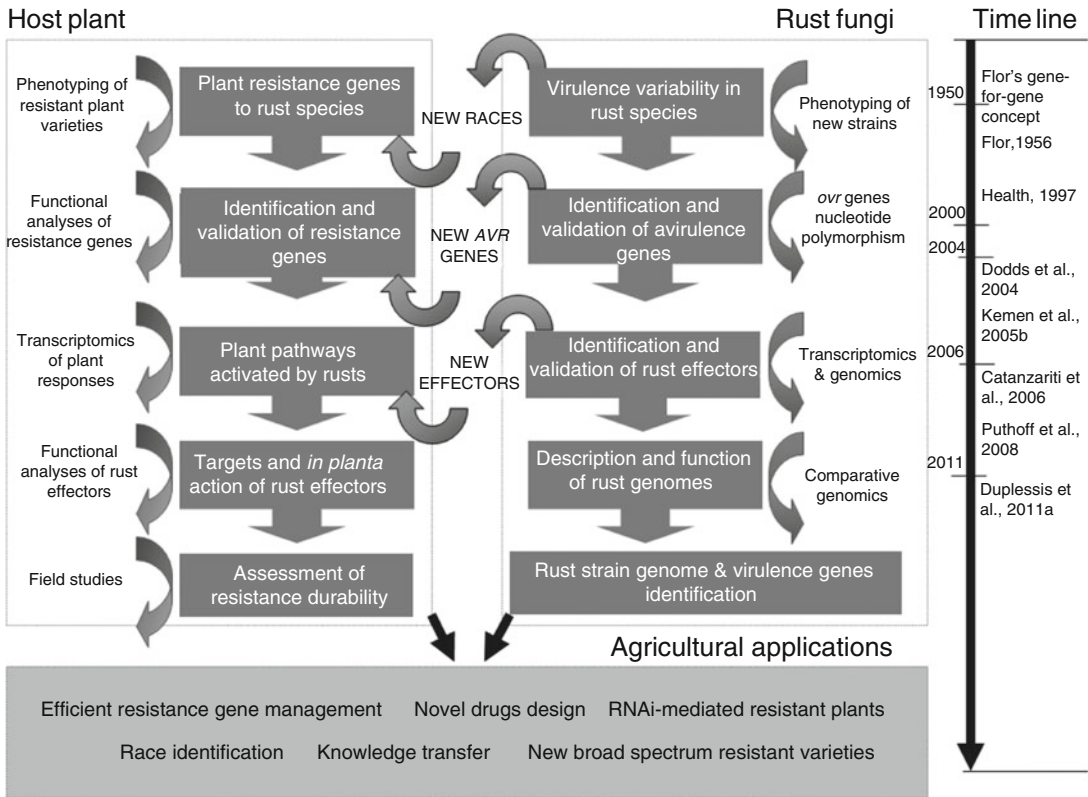 Host plant
Rust fungi
Time line
Phenotyping of
resistant plant
varieties
Plant resistance genes
to rust species
NEW RACES
Virulence variability in
rust species
Phenotyping of
new strains
1950
Flor's gene-
for-gene
concept
Flor,1956
Functional
analyses of
resistance genes
Identification and
validation of resistance
genes
NEW AVR
GENES
Identification and
validation of avirulence
genes
ovr genes
nucleotide
polymorphism
Health, 1997
2000
2004
Dodds et al.,
2004
Transcriptomics
of plant
responses
Plant pathways
activated by rusts
NEW
EFFECTORS
Identification and
validation of rust effectors
Transcriptomics
& genomics
Kemen et al.,
2005b
2006
Catanzariti et
al., 2006
Functional
analyses of rust
effectors
Targets and in planta
action of rust effectors
Description and function
of rust genomes
Comparative
genomics
Puthoff et al.,
2008
2011
Duplessis et
al., 2011a
Field studies
Assessment of
resistance durability
Rust strain genome & virulence genes
identification
Agricultural applications
Efficient resistance gene management
Novel drugs design
RNAi-mediated resistant plants
Race identification
Knowledge transfer
New broad spectrum resistant varieties